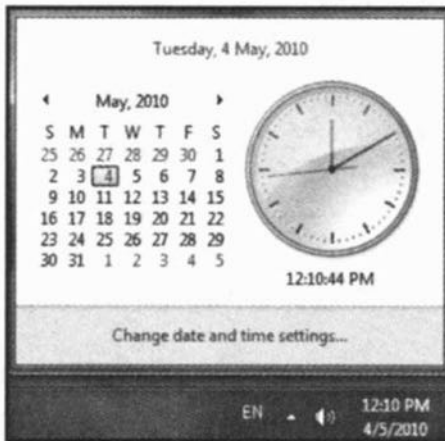 Tuesday, 4 May, 2010
May, 2010
S M T W T F S
25 26 27 28 29 30 1
2 3 4 5 6 7 8
9 10 11 12 13 14 15
16 17 18 19 20 21 22
23 24 25 26 27 28 29
30 31 1 2 3 4 5
12:10:44 PM
Change date and time settings...
EN
12:10 PM
4/5/2010